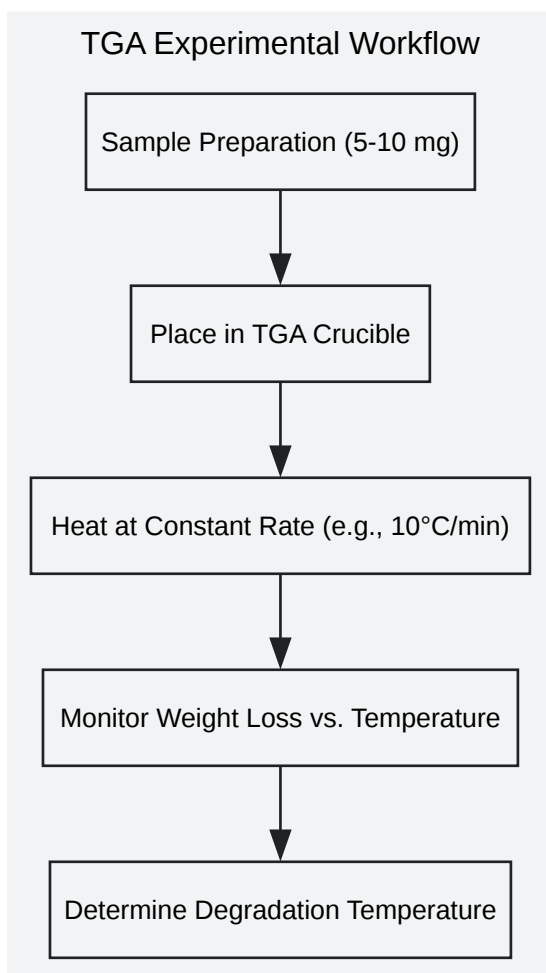 TGA Experimental Workflow
Sample Preparation (5-10 mg)
Place in TGA Crucible
Heat at Constant Rate (e.g., 10°C/min)
Monitor Weight Loss vs. Temperature
Determine Degradation Temperature